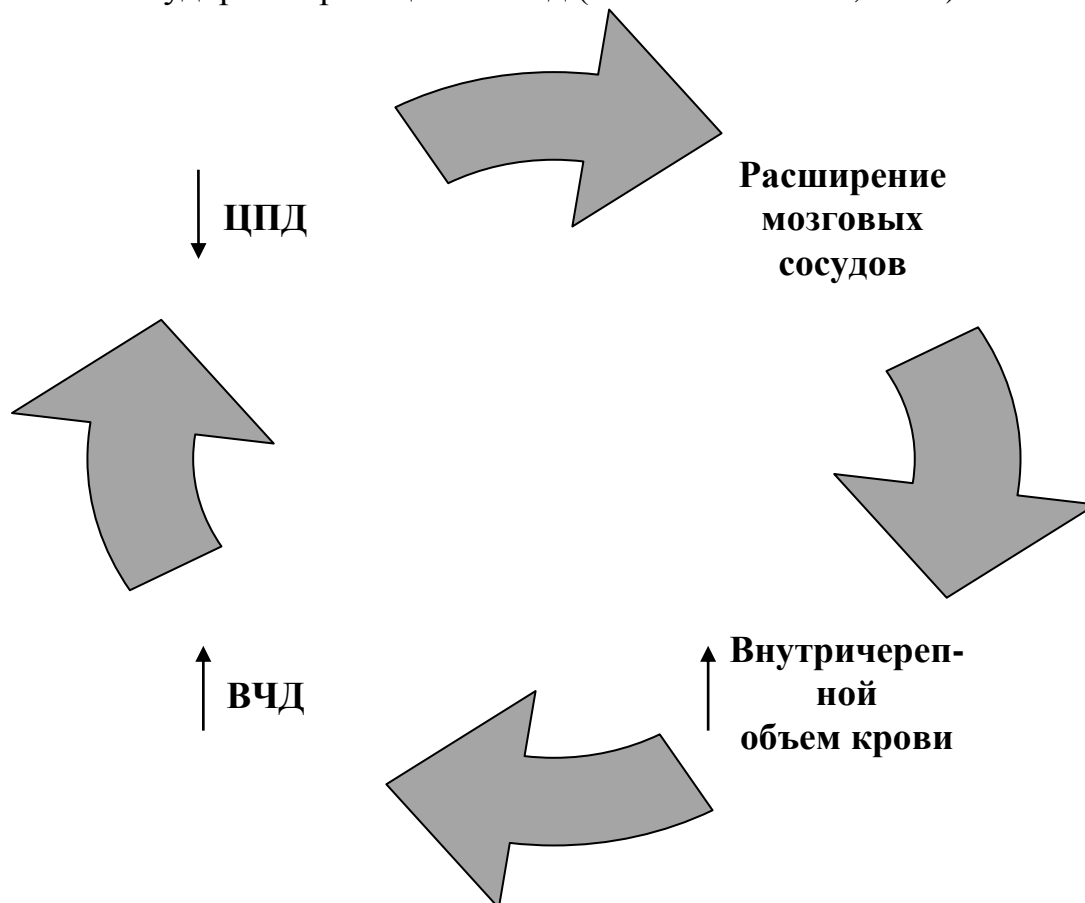 ЦПД
Расширение
мозговых
сосудов
Внутричереп-
ной
объем крови
ВЧД